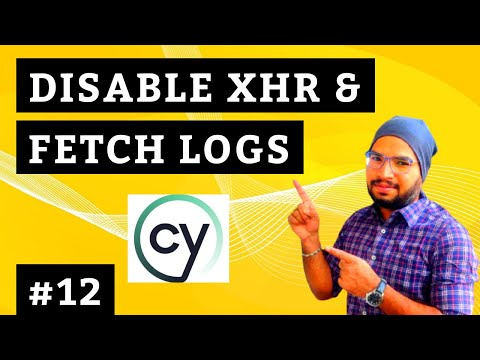 DISABLE XHR &
FETCH LOGS
cy
#12